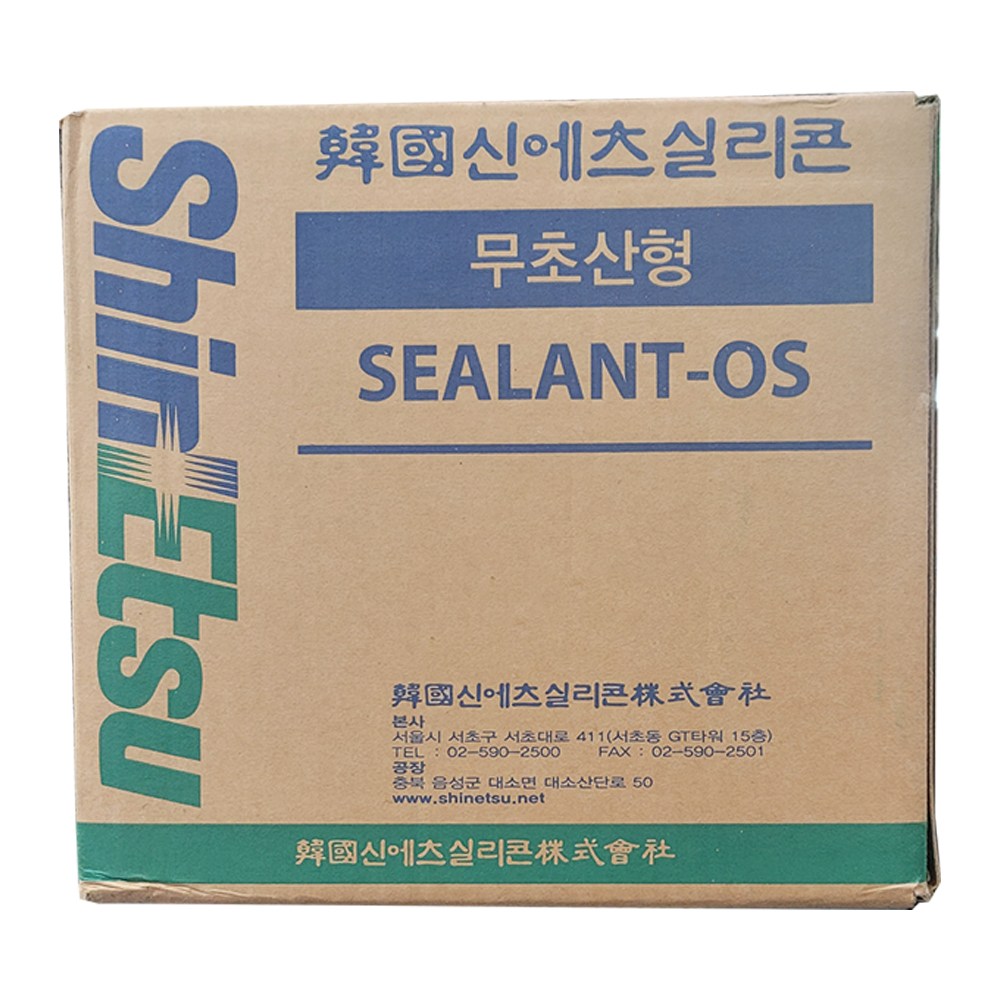 ShinEtsu
韓國신에츠실리콘
무초산형
SEALANT-OS
韓國신에츠실리콘株式會社
본사
서울시 서초구 서초대로 411(서초동 GT타워 15층)
TEL : 02-590-2500 FAX : 02-590-2501
공장
충북 음성군 대소면 대소산단로 50
www.shinetsu.net
韓國신에츠실리콘株式會社